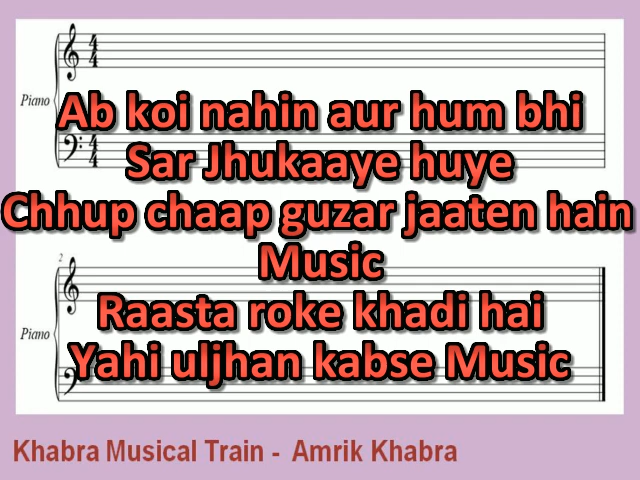 Piano
Ab koi nahin aur hum bhi
Sar Jhukaaye huye
Chhup chaap guzar jaaten hain
Music
2
Piano
Raasta roke khadi hai
Yahi uljhan kabse Music
Khabra Musical Train - Amrik Khabra